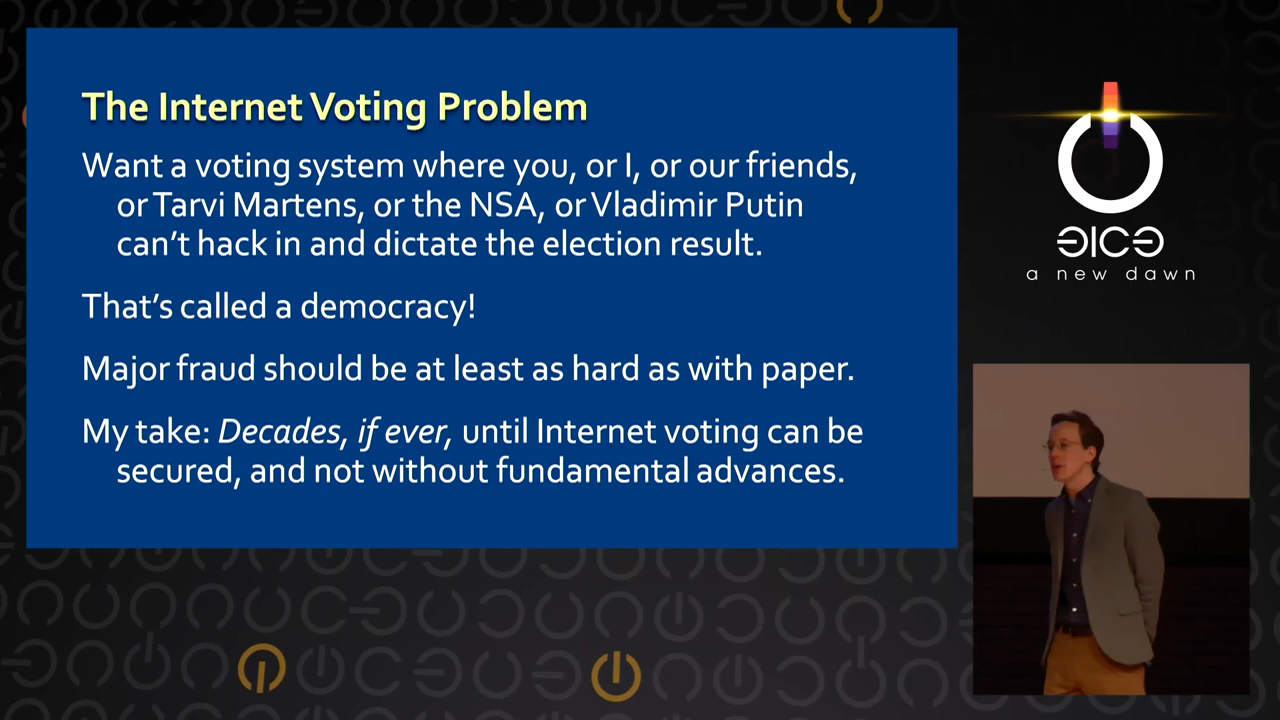 The Internet Voting Problem
Want a voting system where you, or I, or our friends,
or Tarvi Martens, or the NSA, or Vladimir Putin
can't hack in and dictate the election result.
That's called a democracy!
Major fraud should be at least as hard as with paper.
My take: Decades, if ever, until Internet voting can be
secured, and not without fundamental advances.
a new dawn